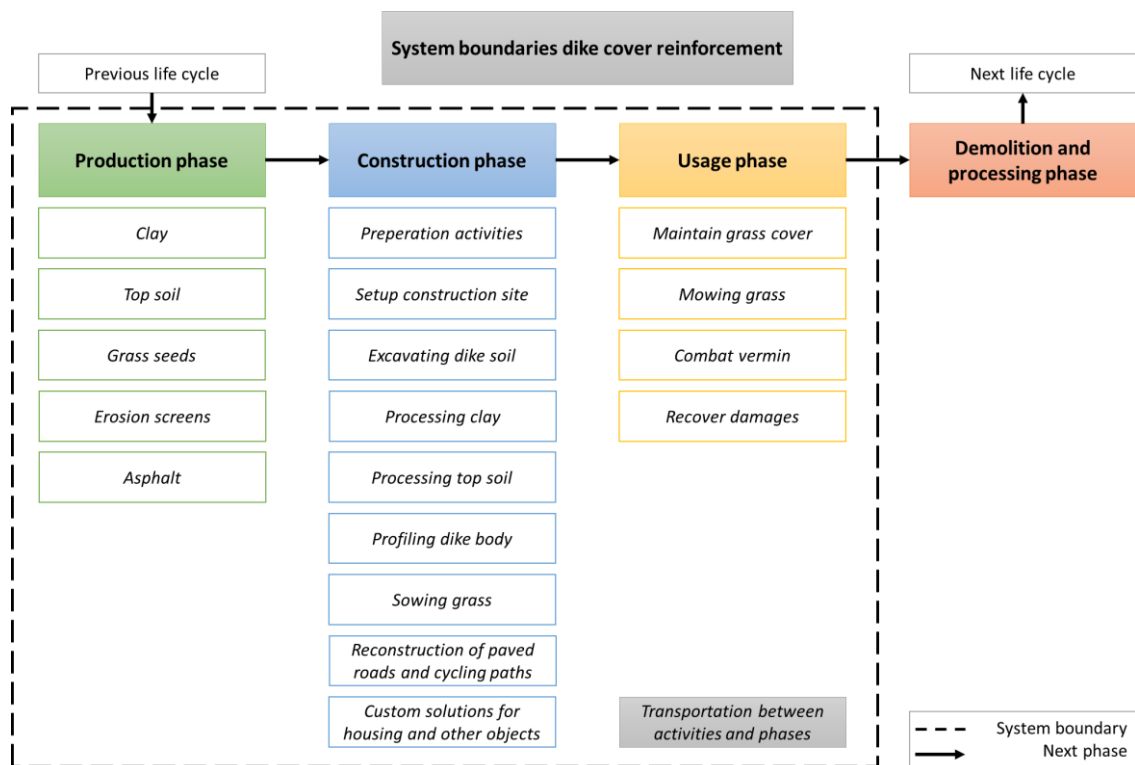 System boundaries dike cover reinforcement
Previous life cycle
Next life cycle
Production phase
Construction phase
Usage phase
Demolition and
processing phase
Clay
Top soil
Grass seeds
Erosion screens
Asphalt
Preperation activities
Setup construction site
Excavating dike soil
Processing clay
Processing top soil
Profiling dike body
Sowing grass
Reconstruction of paved
roads and cycling paths
Custom solutions for
housing and other objects
Maintain grass cover
Mowing grass
Combat vermin
Recover damages
Transportation between
activities and phases
System boundary
Next phase